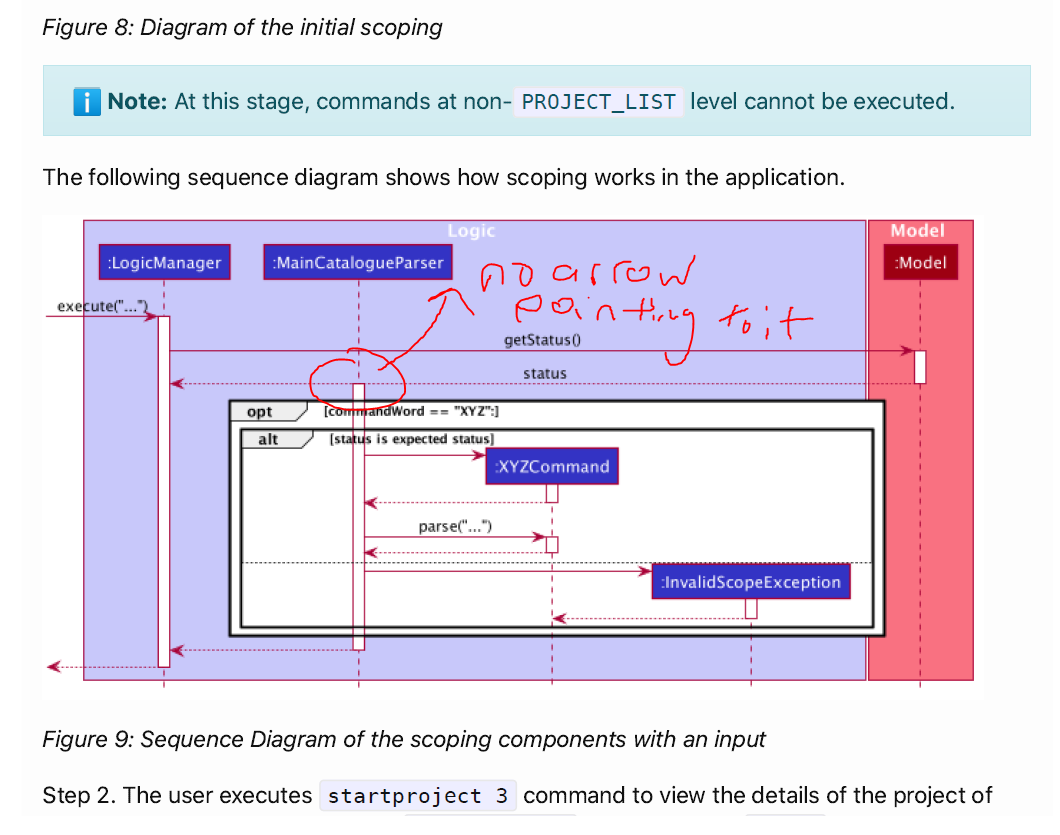 Figure 8: Diagram of the initial scoping
Note: At this stage, commands at non- PROJECT_LIST level cannot be executed.
The following sequence diagram shows how scoping works in the application.
Logic
Model
:LogicManager
:MainCatalogueParser
:Model
no arrow
pointing to it
execute("...")
getStatus()
status
opt
[commandWord == "XYZ":]
alt
[status is expected status]
:XYZCommand
parse("...")
:InvalidScopeException
Figure 9: Sequence Diagram of the scoping components with an input
Step 2. The user executes startproject 3 command to view the details of the project of